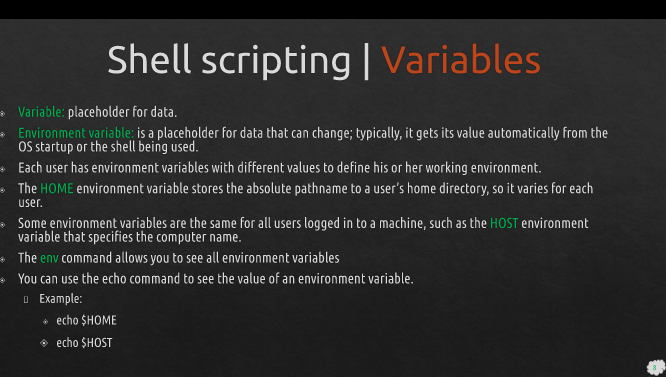 Shell scripting | Variables
Variable: placeholder for data.
Environment variable: is a placeholder for data that can change; typically, it gets its value automatically from the
OS startup or the shell being used.
Each user has environment variables with different values to define his or her working environment.
The HOME environment variable stores the absolute pathname to a user's home directory, so it varies for each
user.
Some environment variables are the same for all users logged in to a machine, such as the HOST environment
variable that specifies the computer name.
The env command allows you to see all environment variables
You can use the echo command to see the value of an environment variable.
Example:
echo $HOME
echo $HOST
8